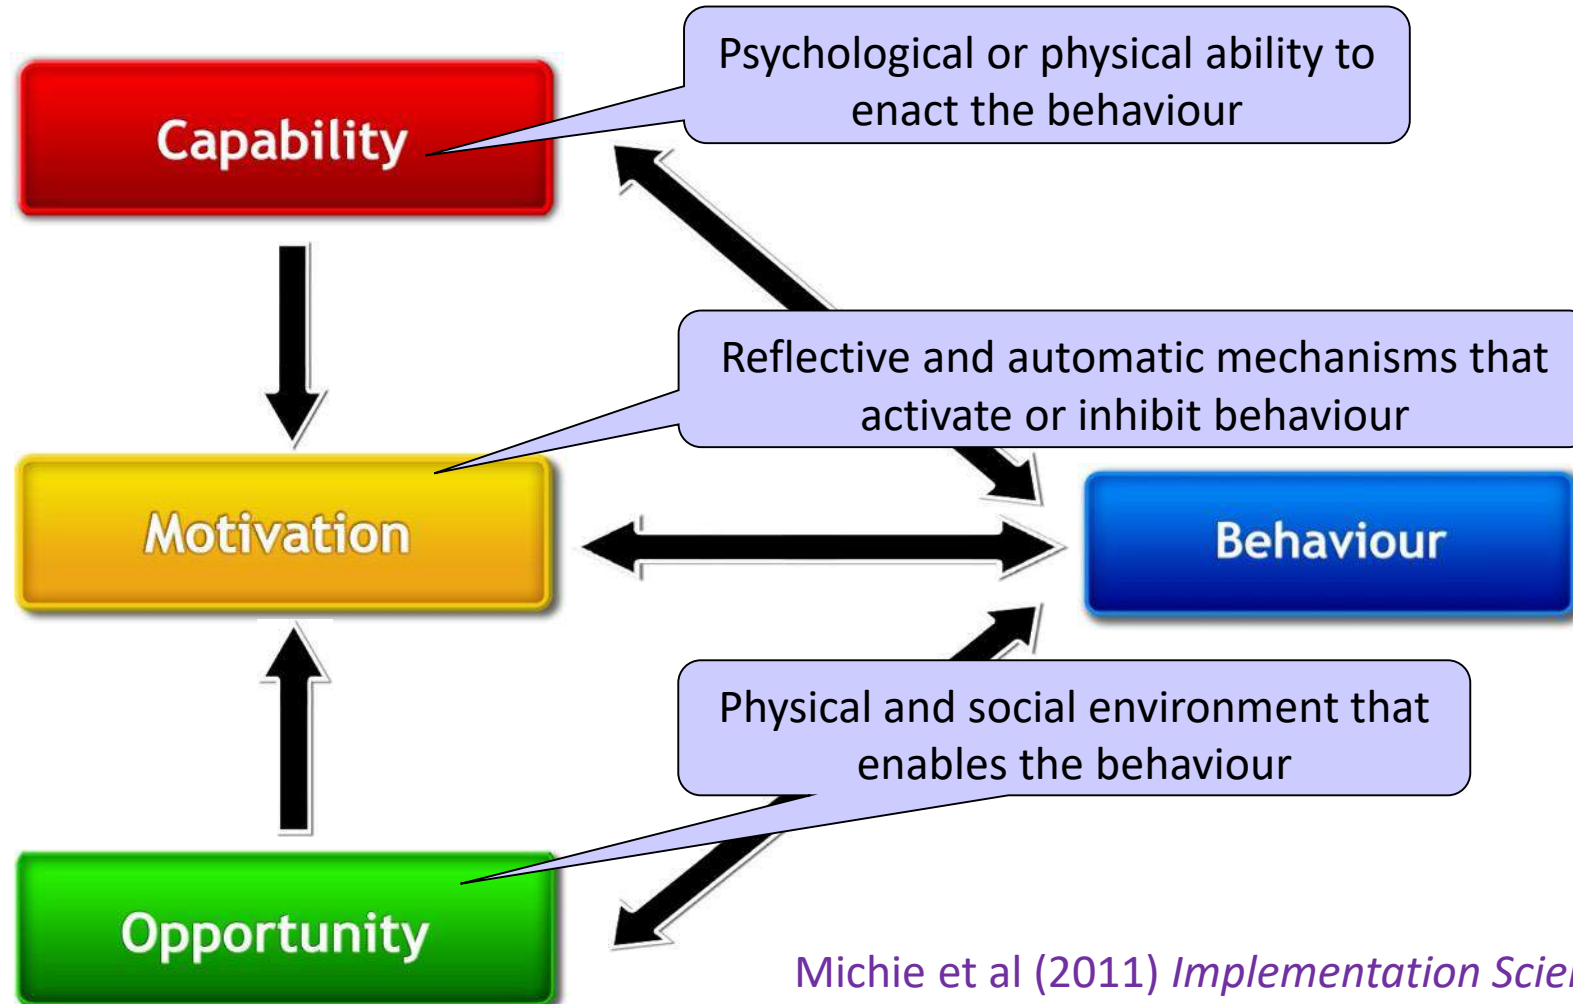 Psychological or physical ability to
enact the behaviour
Capability
Reflective and automatic mechanisms that
activate or inhibit behaviour
Motivation
Behaviour
Physical and social environment that
enables the behaviour
Opportunity
Michie et al (2011) Implementation